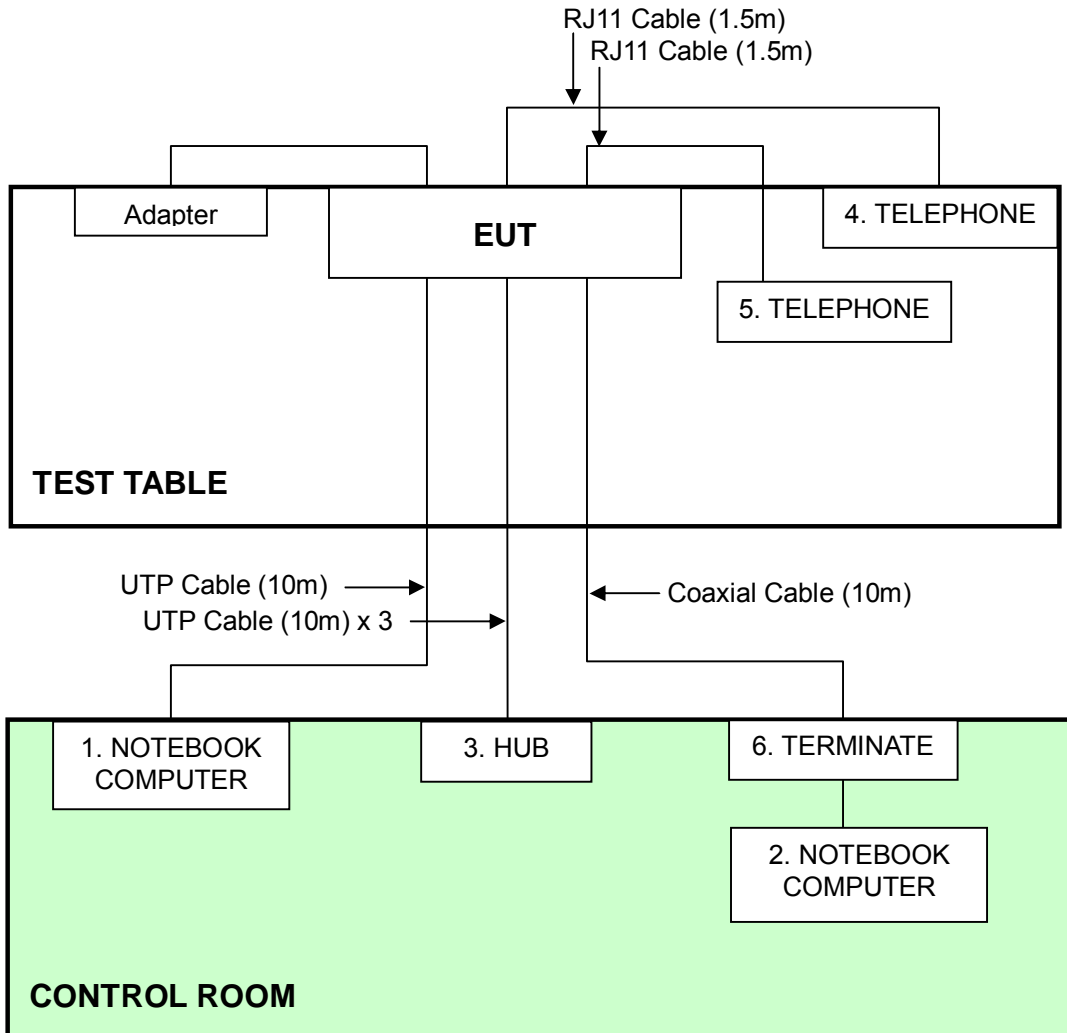 RJ11 Cable (1.5m)
RJ11 Cable (1.5m)
Adapter
EUT
4. TELEPHONE
5. TELEPHONE
TEST TABLE
UTP Cable (10m)
Coaxial Cable (10m)
UTP Cable (10m) x 3
1. NOTEBOOK
COMPUTER
3. HUB
6. TERMINATE
2. NOTEBOOK
COMPUTER
CONTROL ROOM